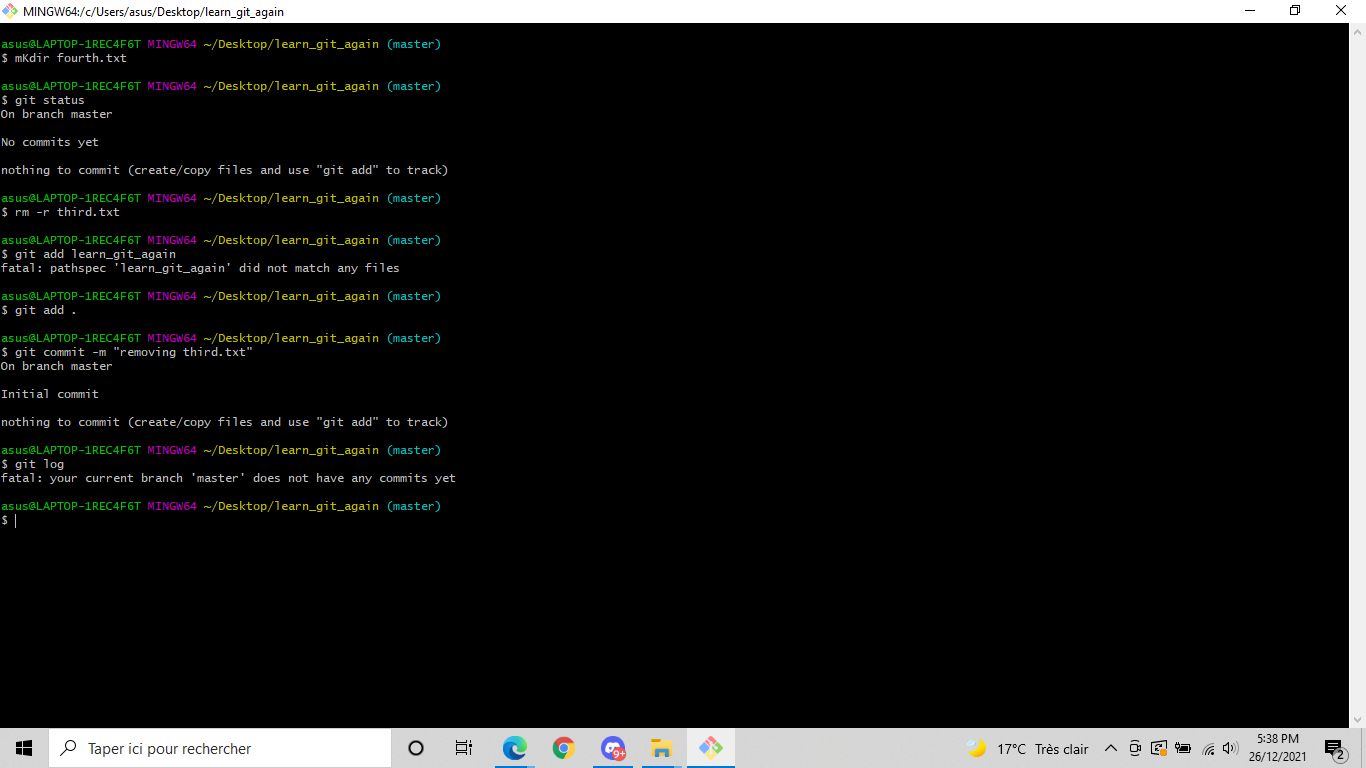 MINGW64:/c/Users/asus/Desktop/learn_git_again
asus@LAPTOP-1REC4F6T MINGW64 ~/Desktop/learn_git_again (master)
$ mKdir fourth.txt
asus@LAPTOP-1REC4F6T MINGW64 ~/Desktop/learn_git_again (master)
$ git status
On branch master
No commits yet
nothing to commit (create/copy files and use "git add" to track)
asus@LAPTOP-1REC4F6T MINGW64 ~/Desktop/learn_git_again (master)
$ rm -r third.txt
asus@LAPTOP-1REC4F6T MINGW64 ~/Desktop/learn_git_again (master)
$ git add learn_git_again
fatal: pathspec 'learn_git_again' did not match any files
asus@LAPTOP-1REC4F6T MINGW64 ~/Desktop/learn_git_again (master)
$ git add .
asus@LAPTOP-1REC4F6T MINGW64 ~/Desktop/learn_git_again (master)
$ git commit -m "removing third.txt"
On branch master
Initial commit
nothing to commit (create/copy files and use "git add" to track)
asus@LAPTOP-1REC4F6T MINGW64 ~/Desktop/learn_git_again (master)
$ git log
fatal: your current branch 'master' does not have any commits yet
asus@LAPTOP-1REC4F6T MINGW64 ~/Desktop/learn_git_again (master)
$
Taper ici pour rechercher
9+
17°C Très clair
5:38 PM
26/12/2021
2